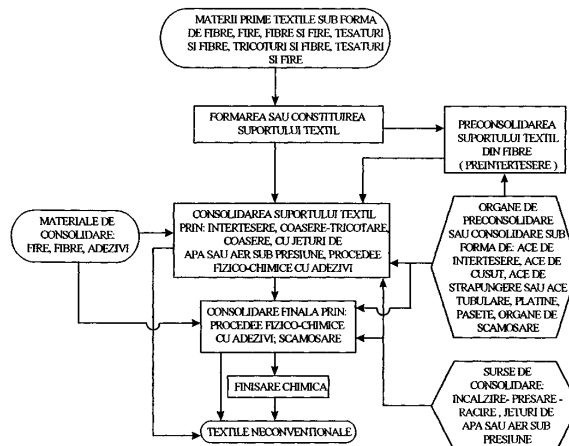 MATERII PRIME TEXTILE SUB FORMA
DE FIBRE, FIRE, FIBRE SI FIRE, TESATURI
SI FIBRE, TRICOTURI SI FIBRE, TESATURI
SI FIRE
FORMAREA SAU CONSTITUIREA
SUPORTULUI TEXTIL
PRECONSOLIDAREA
SUPORTULUI TEXTIL
DIN FIBRE
( PREINTERTESERE )
MATERIALE DE
CONSOLIDARE:
FIRE, FIBRE, ADEZIVI
CONSOLIDAREA SUPORTULUI TEXTIL
PRIN: INTERTESERE, COASERE-TRICOTARE,
COASERE, CU JETURI DE
APA SAU AER SUB PRESIUNE, PROCEDEE
FIZICO-CHIMICE CU ADEZIVI
ORGANE DE
PRECONSOLIDARE
SAU CONSOLIDARE SUB
FORMA DE: ACE DE
INTERTESERE, ACE DE
CUSUT, ACE DE
STRAPUNGERE SAU ACE
TUBULARE, PLATINE,
PASETE, ORGANE DE
SCAMOSARE
CONSOLIDARE FINALA PRIN:
PROCEDEE FIZICO-CHIMICE
CU ADEZIVI; SCAMOSARE
FINISARE CHIMICA
TEXTILE NECONVENTIONALE
SURSE DE
CONSOLIDARE:
INCALZIRE- PRESARE -
RACIRE , JETURI DE
APA SAU AER SUB
PRESIUNE